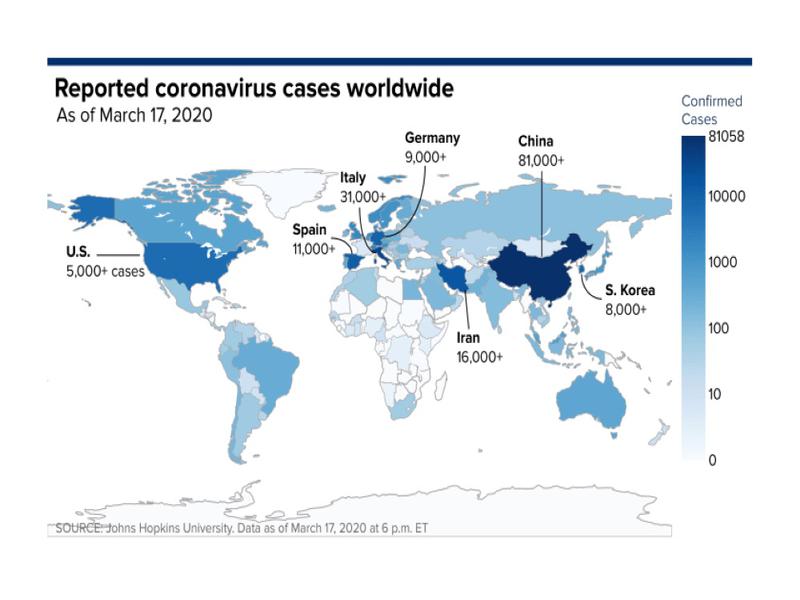 Reported coronavirus cases worldwide
As of March 17, 2020
Confirmed
Cases
81058
10000
1000
100
10
0
Germany
9,000+
China
81,000+
Italy
31,000+
Spain
11,000+
U.S.
5,000+ cases
S. Korea
8,000+
Iran
16,000+
SOURCE: Johns Hopkins University. Data as of March 17, 2020 at 6 p.m. ET